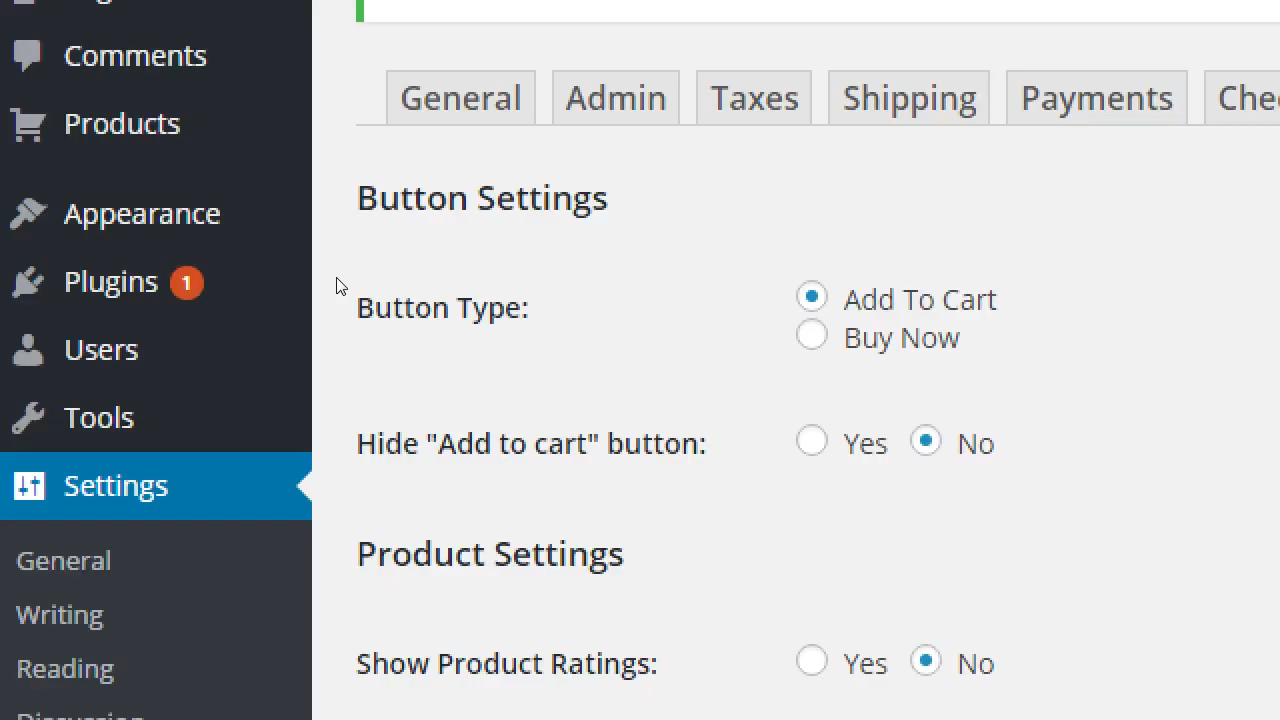 Comments
Products
Appearance
Plugins 1
Users
Tools
Settings
General
Writing
Reading
General Admin Taxes Shipping Payments
Button Settings
Button Type: Add To Cart
Buy Now
Hide "Add to cart" button: Yes No
Product Settings
Show Product Ratings: Yes No